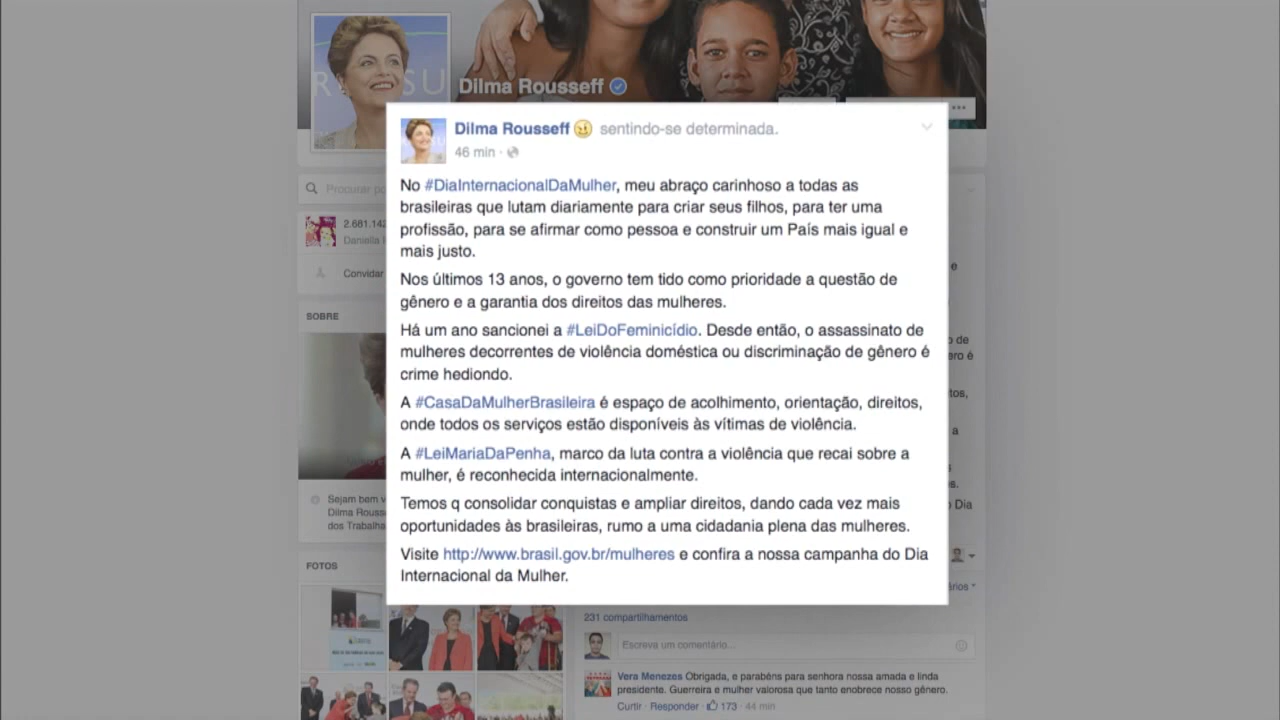 Dilma Rousseff
Dilma Rousseff sentindo-se determinada.
46 min ·
No #DiaInternacionalDaMulher, meu abraço carinhoso a todas as
brasileiras que lutam diariamente para criar seus filhos, para ter uma
profissão, para se afirmar como pessoa e construir um País mais igual e
mais justo.
Nos últimos 13 anos, o governo tem tido como prioridade a questão de
gênero e a garantia dos direitos das mulheres.
Há um ano sancionei a #LeiDoFeminicídio. Desde então, o assassinato de
mulheres decorrentes de violência doméstica ou discriminação de gênero é
crime hediondo.
A #CasaDaMulherBrasileira é espaço de acolhimento, orientação, direitos,
onde todos os serviços estão disponíveis às vítimas de violência.
A #LeiMariaDaPenha, marco da luta contra a violência que recai sobre a
mulher, é reconhecida internacionalmente.
Temos q consolidar conquistas e ampliar direitos, dando cada vez mais
oportunidades às brasileiras, rumo a uma cidadania plena das mulheres.
Visite http://www.brasil.gov.br/mulheres e confira a nossa campanha do Dia
Internacional da Mulher.
Procurar
2.681.142
Daniella
Convidar
SOBRE
Sejam bem
Dilma
dos
FOTOS
231 compartilhamentos
Escreva um comentário...
Vera Menezes Obrigada, e parabéns para senhora nossa amada e linda
presidente. Guerreira e mulher valorosa que tanto enobrece nosso gênero.
Curtir · Responder · 173 · 44 min